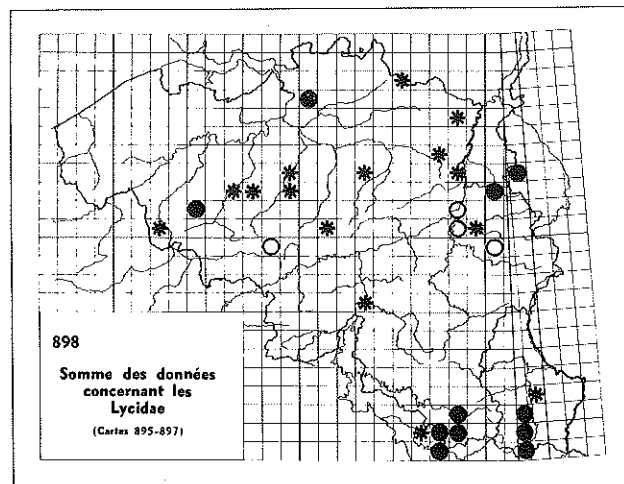 898
Somme des données
concernant les
Lycidae
(Cartes 895-897)